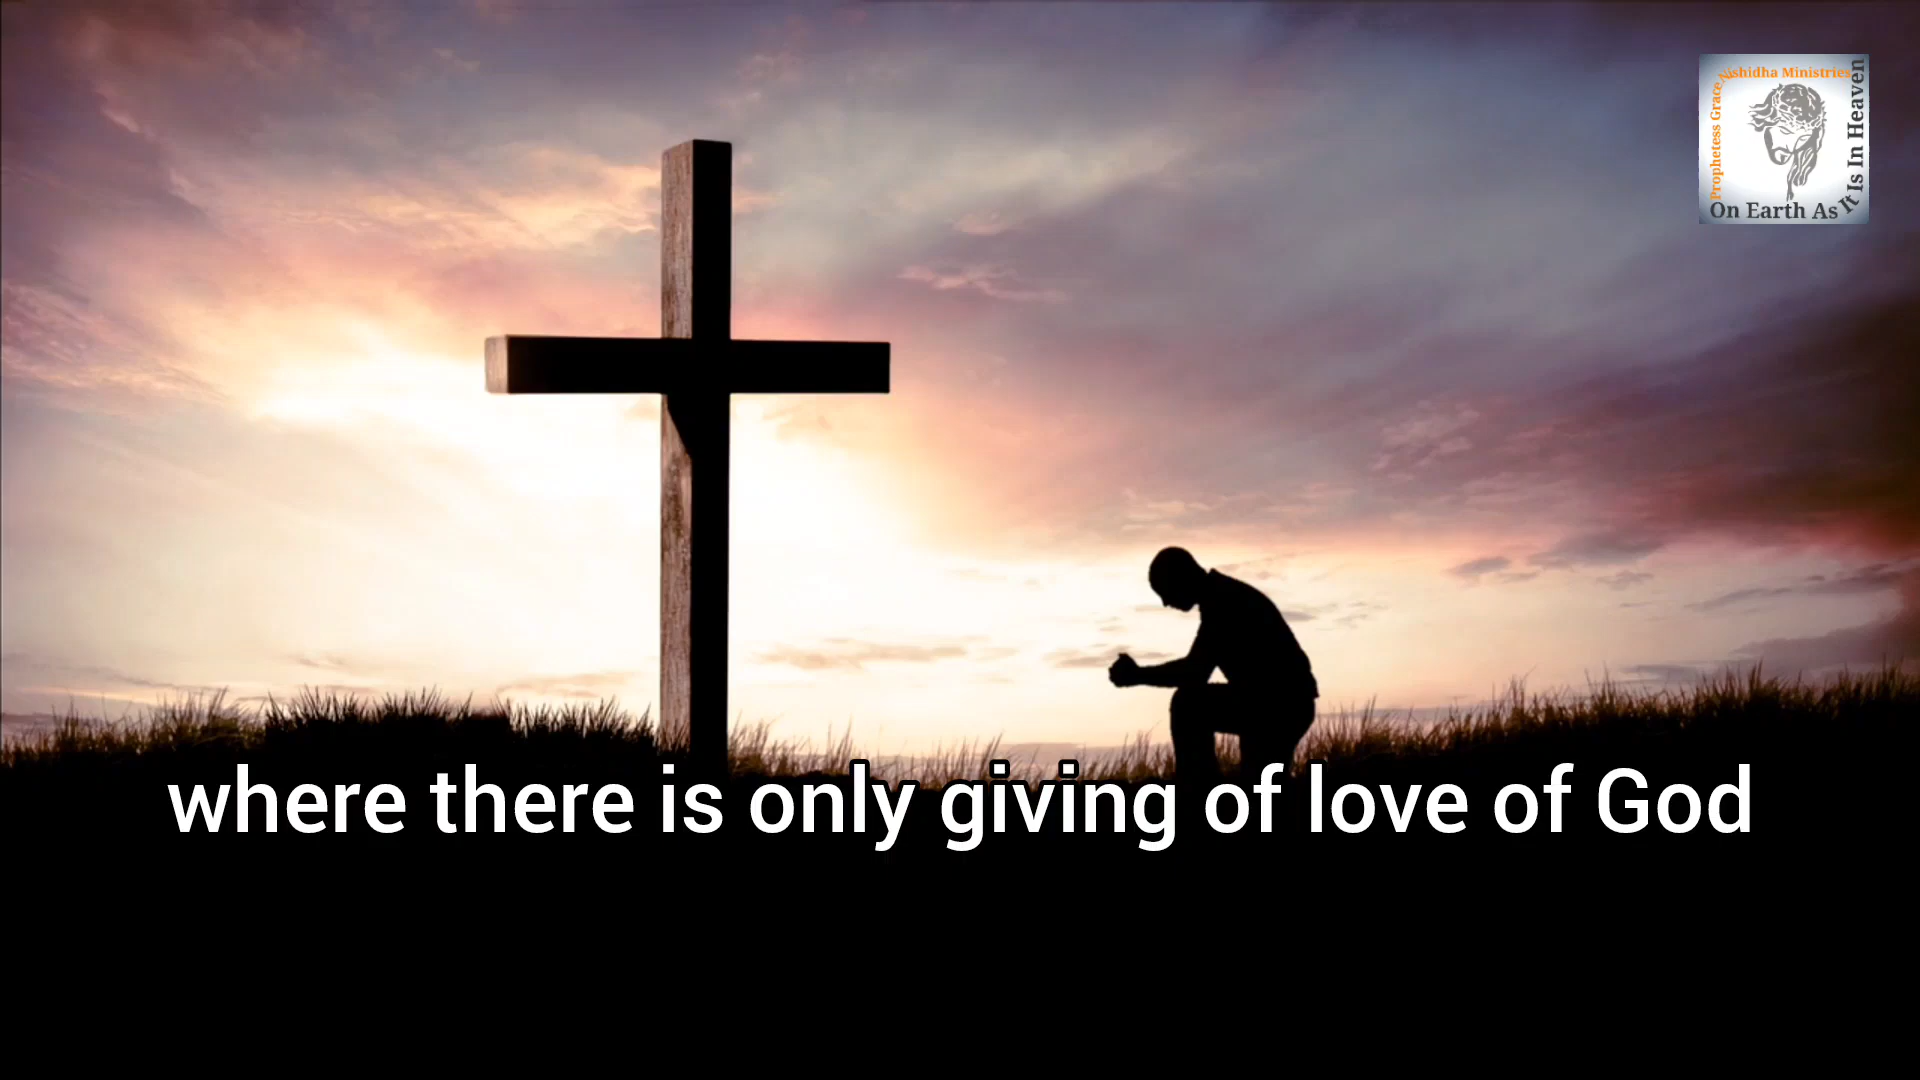 Prophetess Grace Nishidha Ministries
On Earth As It Is In Heaven
where there is only giving of love of God